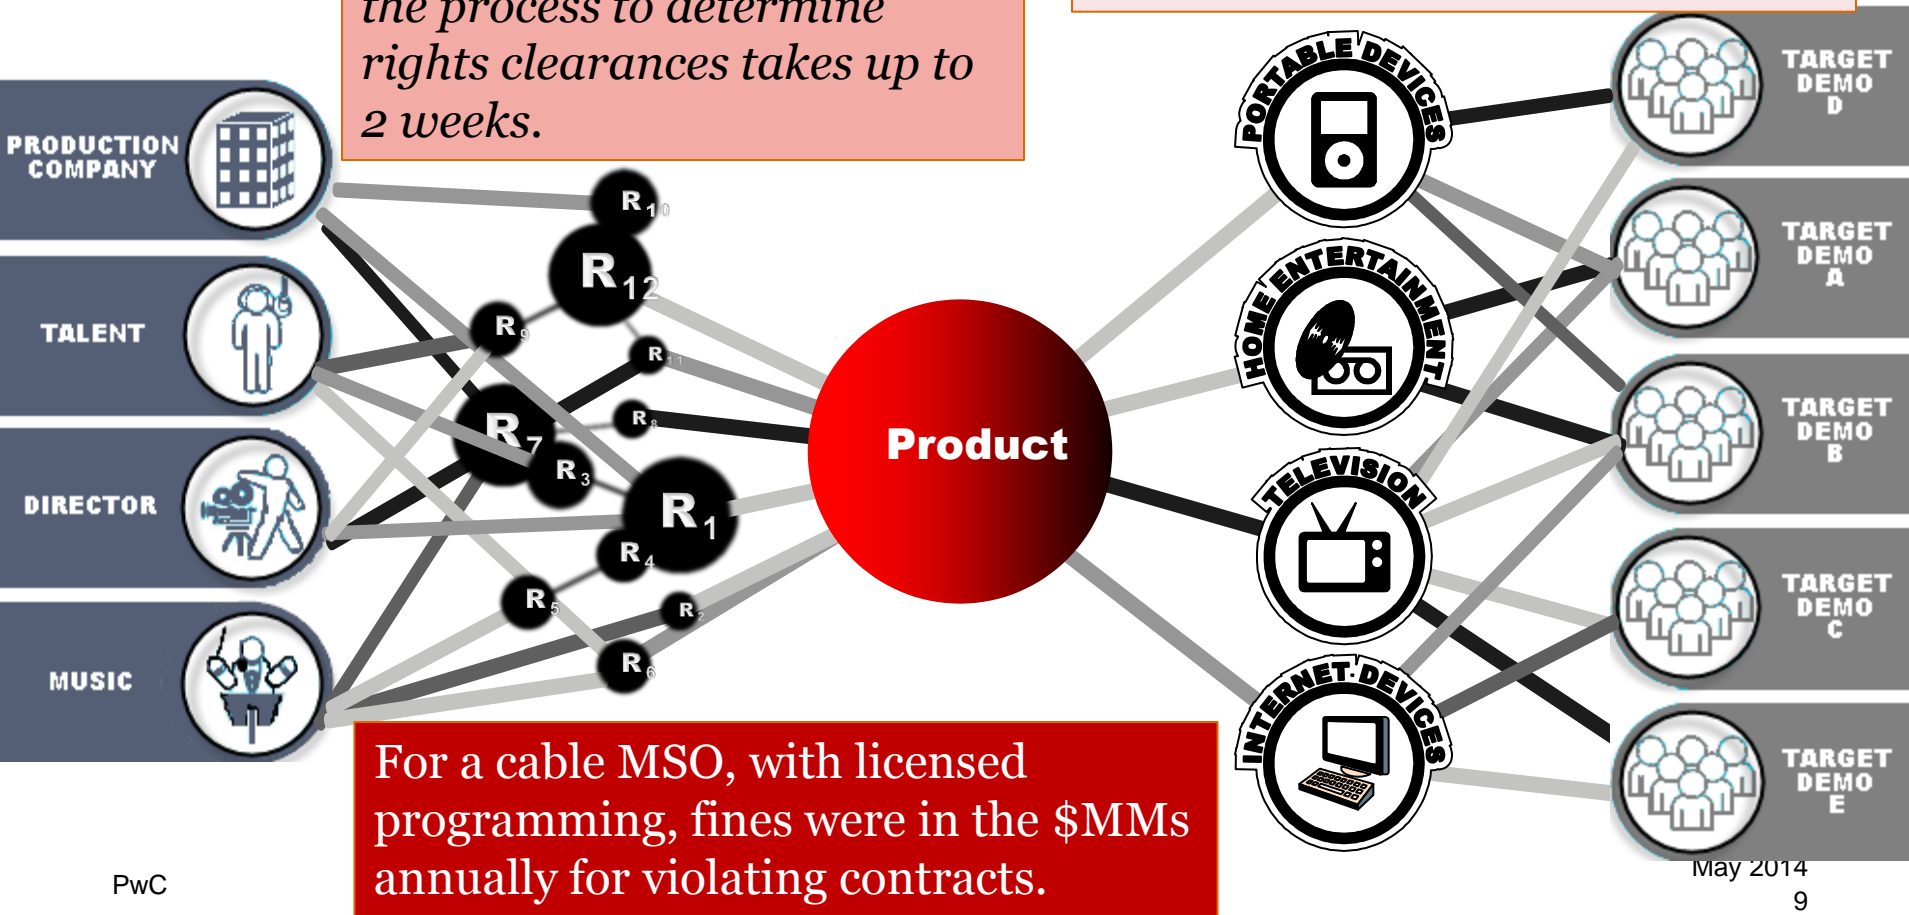 the process to determine
rights clearances takes up to
2 weeks.
PRODUCTION
COMPANY
TALENT
DIRECTOR
MUSIC
R10
R12
R9
R11
R7
R8
R3
R1
R4
R5
R2
R6
Product
PORTABLE DEVICES
HOME ENTERTAINMENT
TELEVISION
INTERNET DEVICES
TARGET
DEMO
D
TARGET
DEMO
A
TARGET
DEMO
B
TARGET
DEMO
C
TARGET
DEMO
E
For a cable MSO, with licensed
programming, fines were in the $MMs
annually for violating contracts.
PwC
May 2014
9